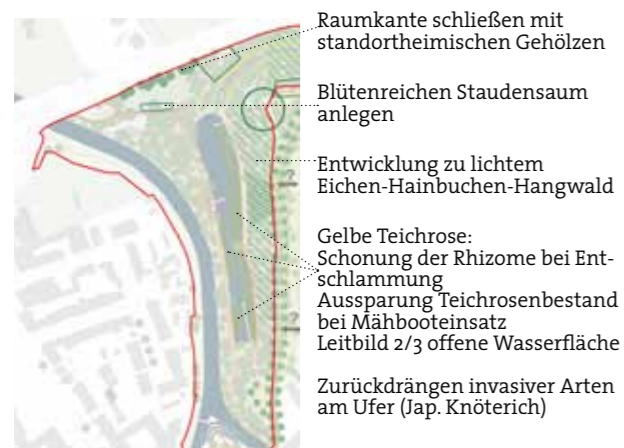 Raumkante schließen mit
standortheimischen Gehölzen
Blütenreichen Staudensaum
anlegen
Entwicklung zu lichtem
Eichen-Hainbuchen-Hangwald
?
Gelbe Teichrose:
Schonung der Rhizome bei Ent-
schlammung
Aussparung Teichrosenbestand
bei Mähbooteinsatz
Leitbild 2/3 offene Wasserfläche
?
Zurückdrängen invasiver Arten
am Ufer (Jap. Knöterich)